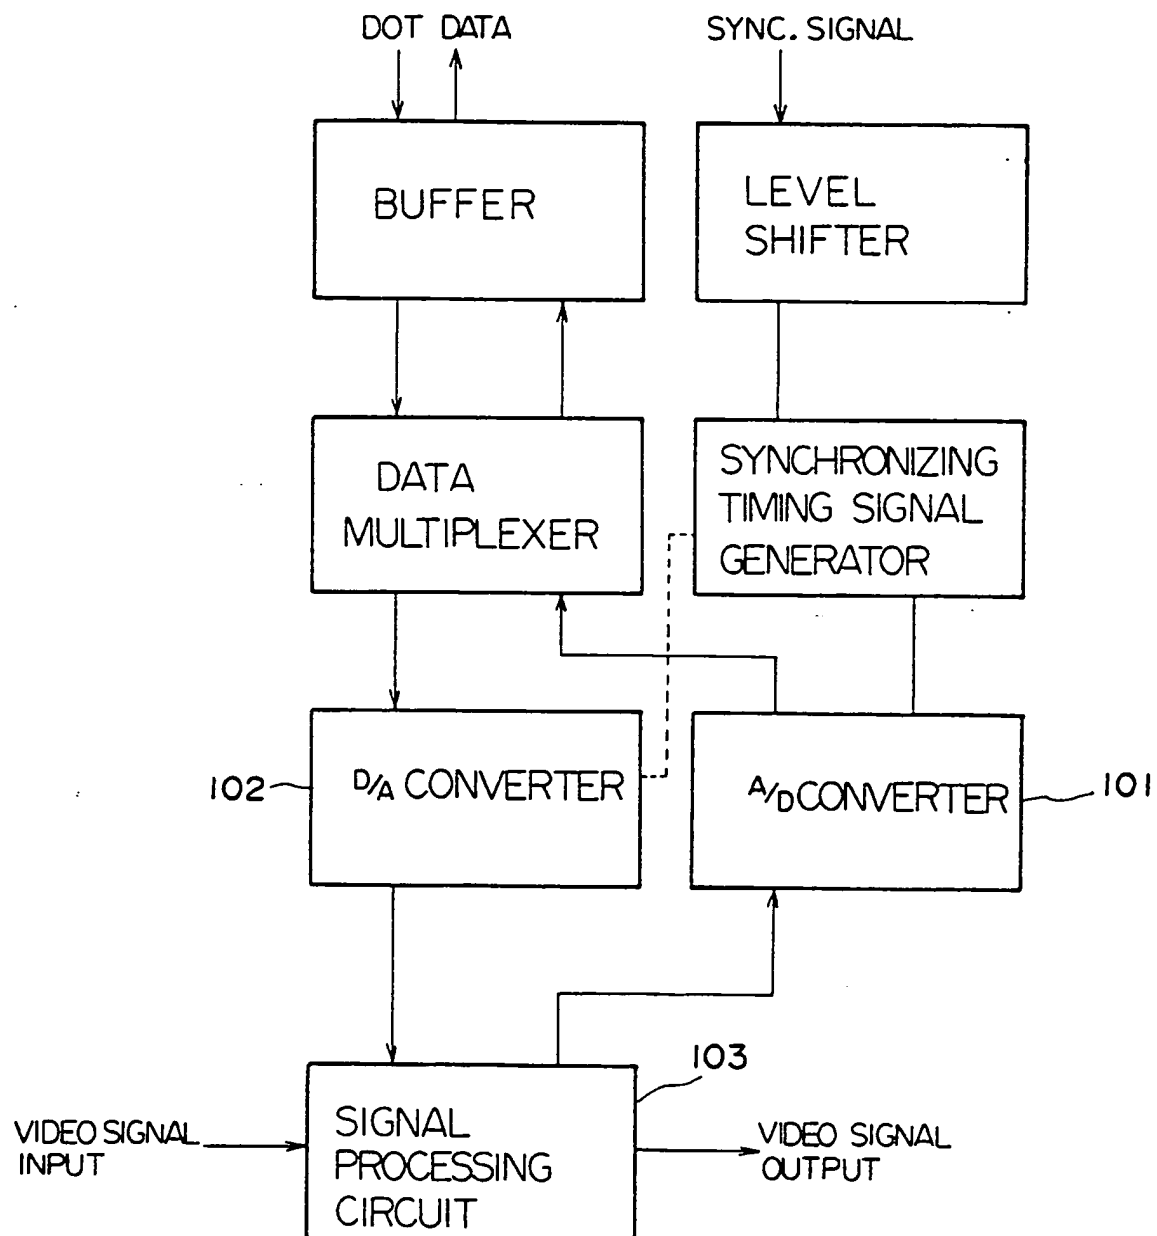 DOT DATA
SYNC. SIGNAL
BUFFER
LEVEL
SHIFTER
DATA
MULTIPLEXER
SYNCHRONIZING
TIMING SIGNAL
GENERATOR
102
D/A CONVERTER
A/D CONVERTER
101
103
VIDEO SIGNAL
INPUT
SIGNAL
PROCESSING
CIRCUIT
VIDEO SIGNAL
OUTPUT